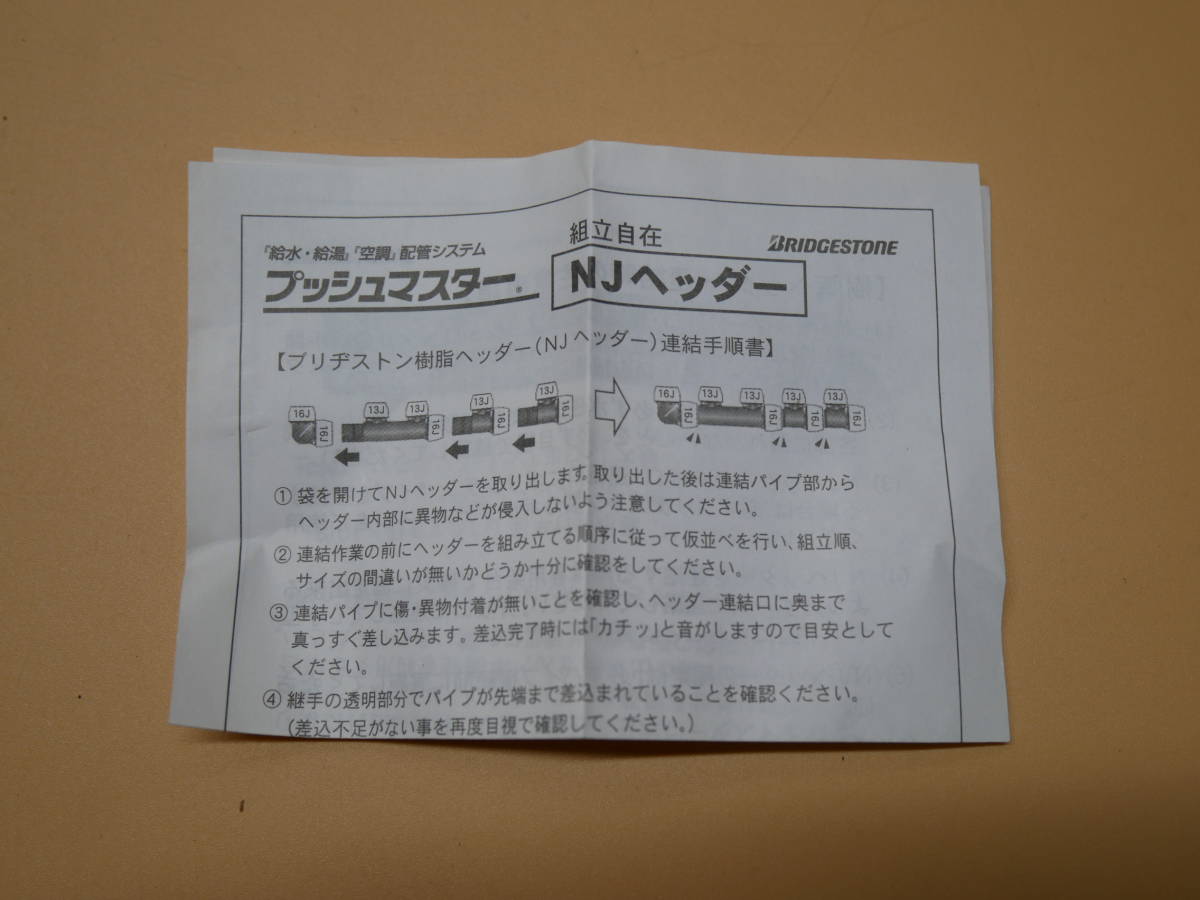 組立自在
BRIDGESTONE
『給水・給湯』『空調』配管システム
プッシュマスター®
NJヘッダー
【ブリヂストン樹脂ヘッダー(NJヘッダー)連結手順書】
16J 16J 13J 13J 16J 13J 16J 13J 16J
16J 16J 13J 13J 16J 13J 16J 13J 16J
① 袋を開けてNJヘッダーを取り出します。取り出した後は連結パイプ部から
ヘッダー内部に異物などが侵入しないよう注意してください。
② 連結作業の前にヘッダーを組み立てる順序に従って仮並べを行い、組立順、
サイズの間違いが無いかどうか十分に確認をしてください。
③ 連結パイプに傷・異物付着が無いことを確認し、ヘッダー連結口に奥まで
真っすぐ差し込みます。差込完了時には「カチッ」と音がしますので目安として
ください。
④ 継手の透明部分でパイプが先端まで差込まれていることを確認ください。
(差込不足がない事を再度目視で確認してください。)